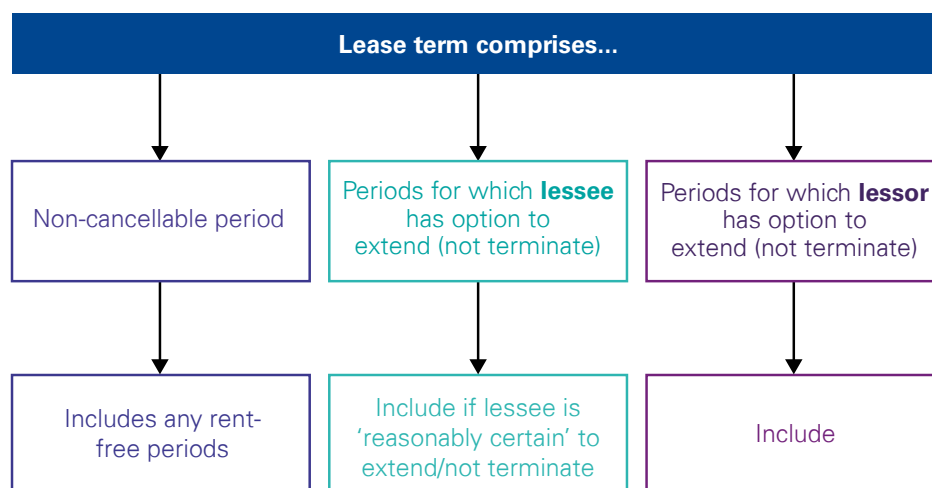 Lease term comprises...
Non-cancellable period
Periods for which lessee
has option to
extend (not terminate)
Periods for which lessor
has option to
extend (not terminate)
Includes any rent-
free periods
Include if lessee is
‘reasonably certain’ to
extend/not terminate
Include